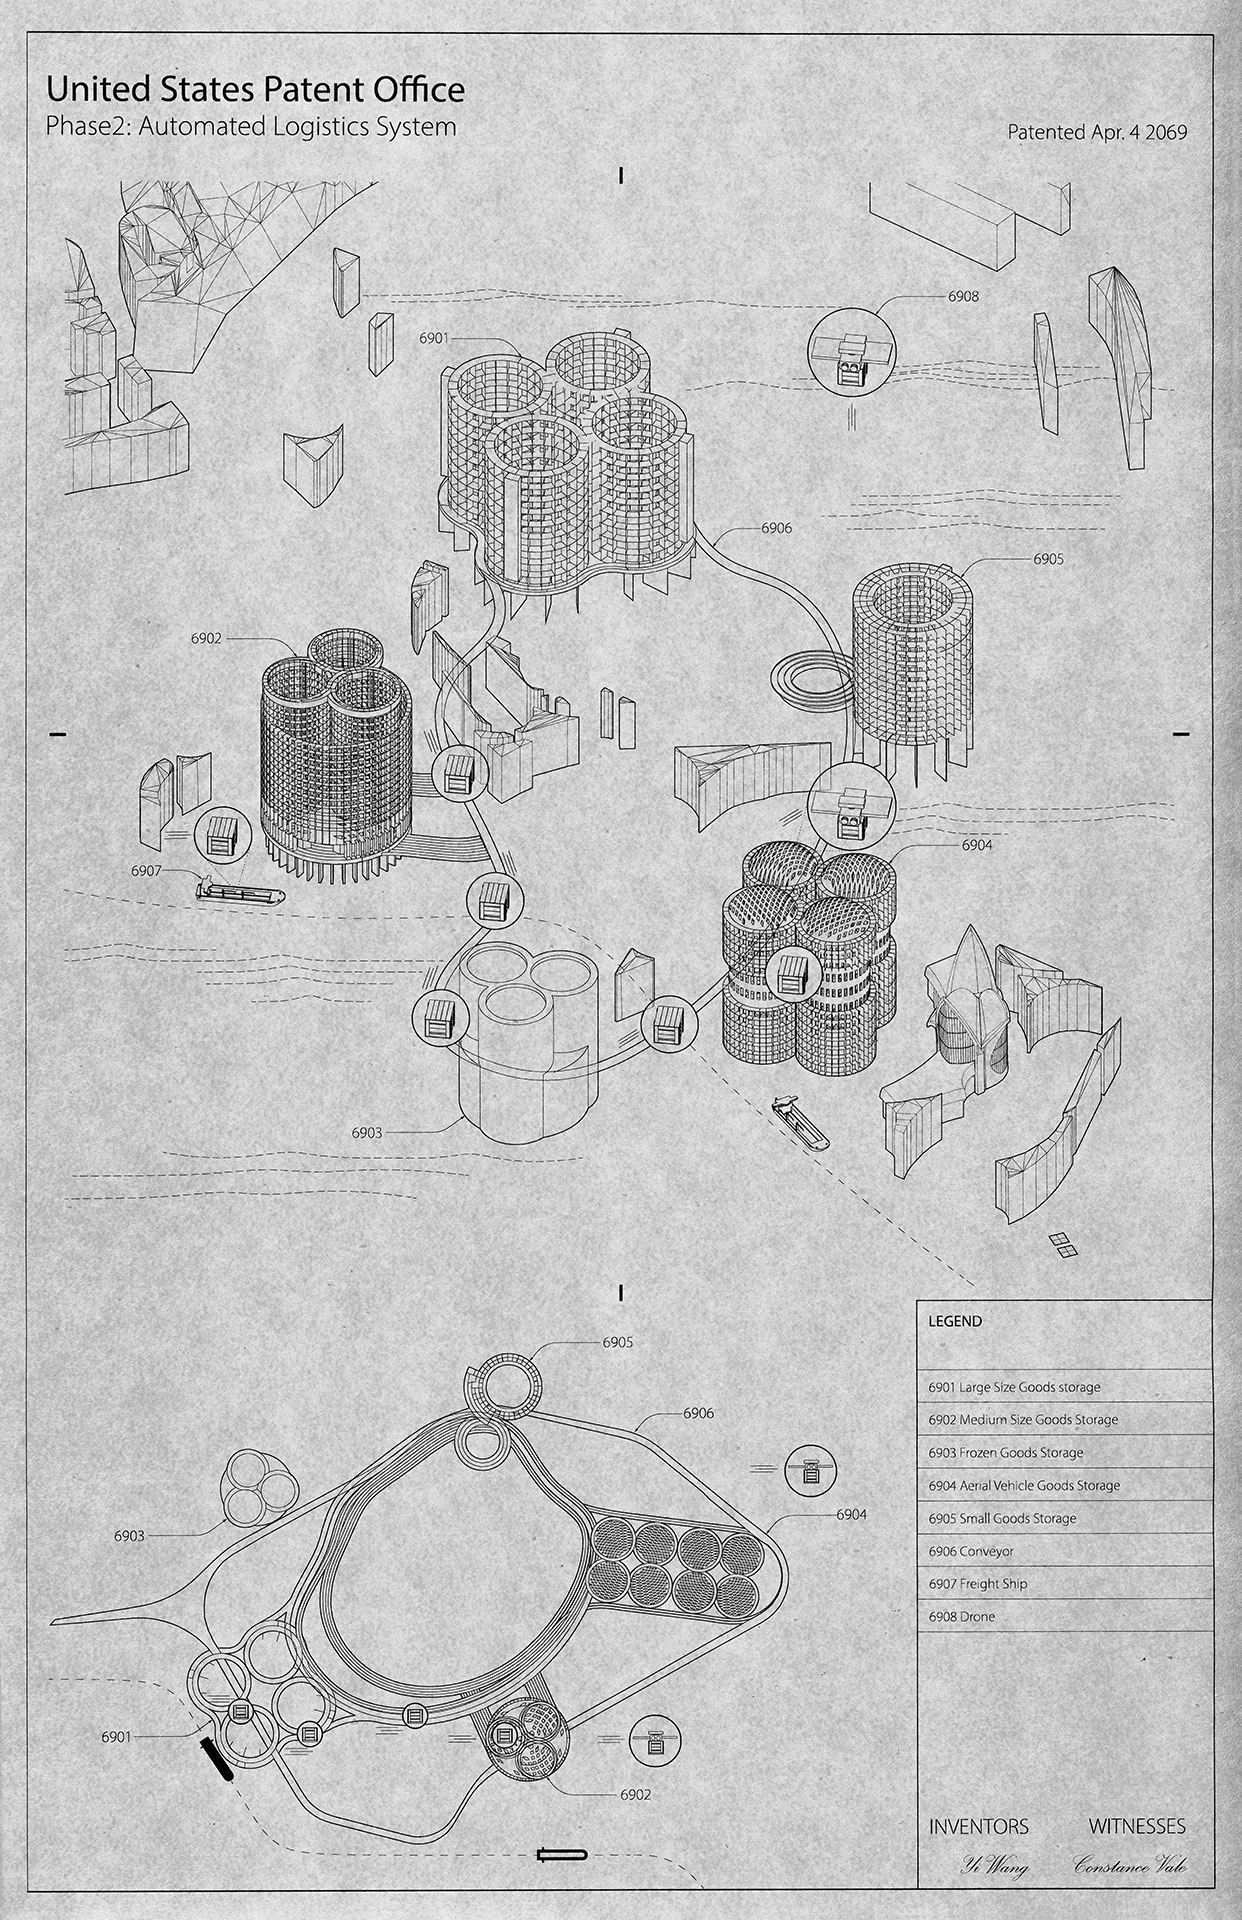 United States Patent Office
Phase2: Automated Logistics System
Patented Apr. 4 2069
6908
6901
6906
6905
6902
6904
6907
6903
6905
6906
6904
6903
6901
6902
LEGEND
6901 Large Size Goods storage
6902 Medium Size Goods Storage
6903 Frozen Goods Storage
6904 Aerial Vehicle Goods Storage
6905 Small Goods Storage
6906 Conveyor
6907 Freight Ship
6908 Drone
INVENTORS WITNESSES
Yi Wang Constance Vale